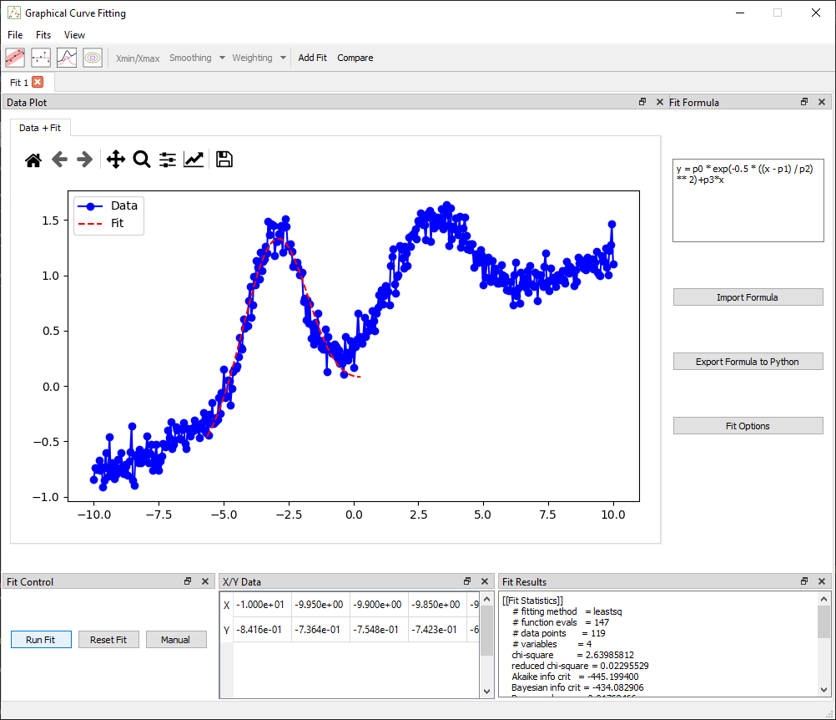 Graphical Curve Fitting
File Fits View
Xmin/Xmax Smoothing Weighting Add Fit Compare
Fit 1
Data Plot
Fit Formula
Data + Fit
Data
Fit
1.5
1.0
0.5
0.0
−0.5
−1.0
−10.0 −7.5 −5.0 −2.5 0.0 2.5 5.0 7.5 10.0
y = p0 * exp(-0.5 * ((x - p1) / p2)
** 2)+p3*x
Import Formula
Export Formula to Python
Fit Options
Fit Control
Run Fit Reset Fit Manual
X/Y Data
X -1.000e+01 -9.950e+00 -9.900e+00 -9.850e+00 -9
Y -8.416e-01 -7.364e-01 -7.548e-01 -7.423e-01 -6
Fit Results
[[Fit Statistics]]
# fitting method = leastsq
# function evals = 147
# data points = 119
# variables = 4
chi-square = 2.63985812
reduced chi-square = 0.02295529
Akaike info crit = -445.199400
Bayesian info crit = -434.082906